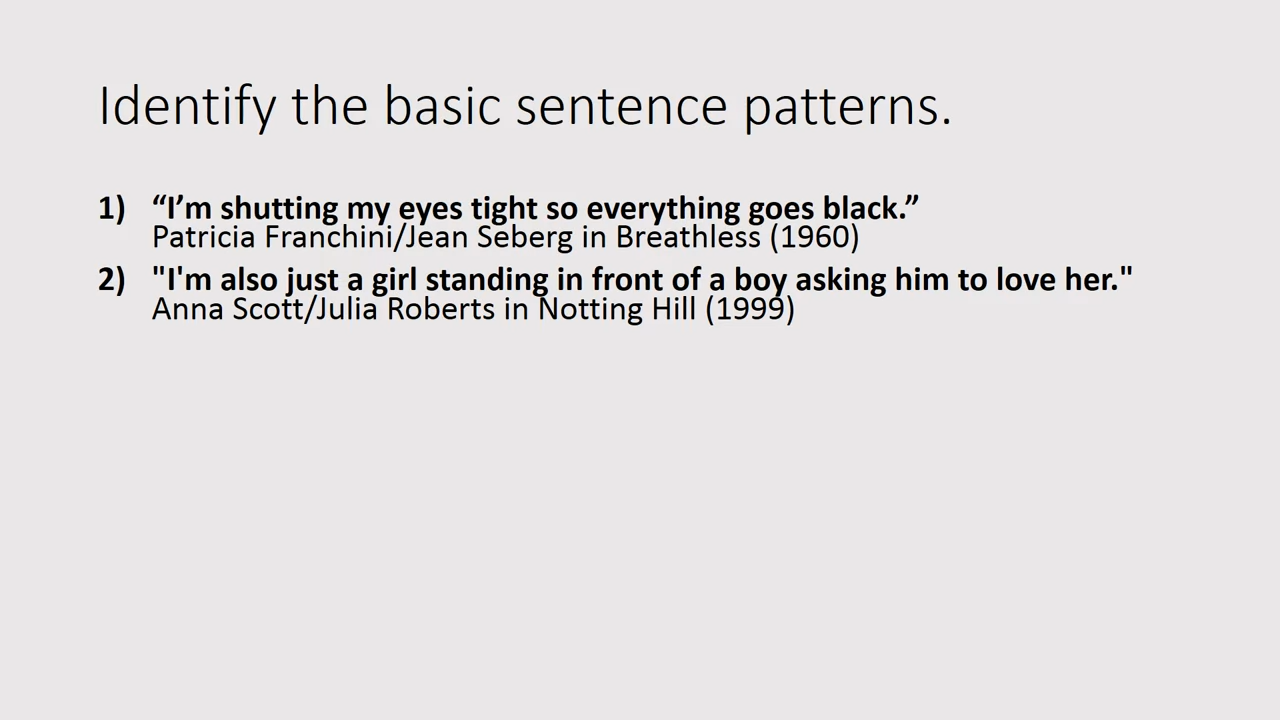 Identify the basic sentence patterns.
1) “I’m shutting my eyes tight so everything goes black.”
Patricia Franchini/Jean Seberg in Breathless (1960)
2) "I'm also just a girl standing in front of a boy asking him to love her."
Anna Scott/Julia Roberts in Notting Hill (1999)